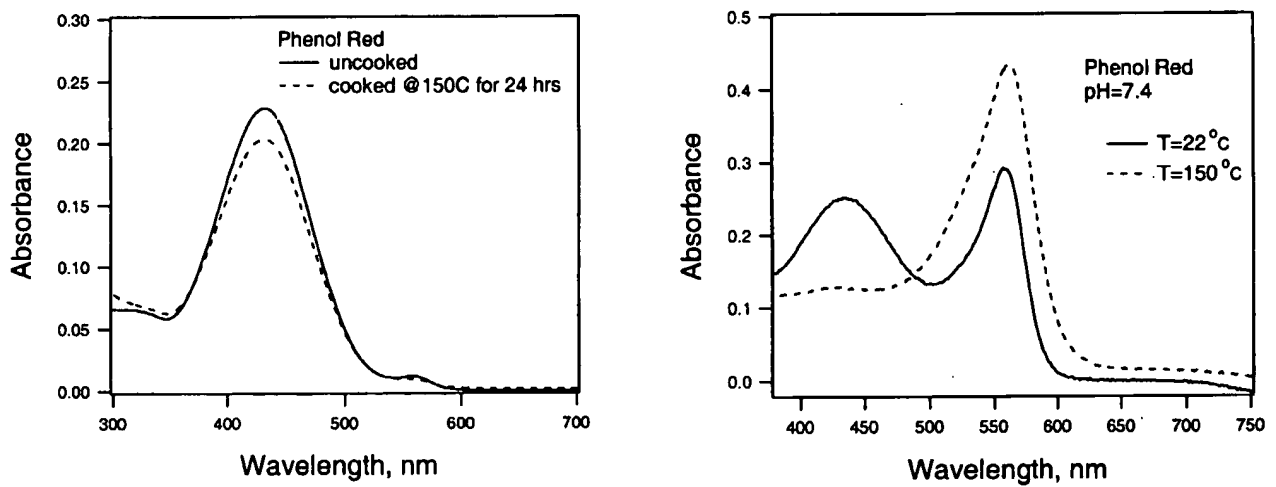 0.30
0.25
0.20
0.15
0.10
0.05
0.00
Absorbance
Phenol Red
uncooked
cooked @150C for 24 hrs
300 400 500 600 700
Wavelength, nm
0.5
0.4
0.3
0.2
0.1
0.0
Absorbance
Phenol Red
pH=7.4
T=22°C
T=150°C
400 450 500 550 600 650 700 750
Wavelength, nm